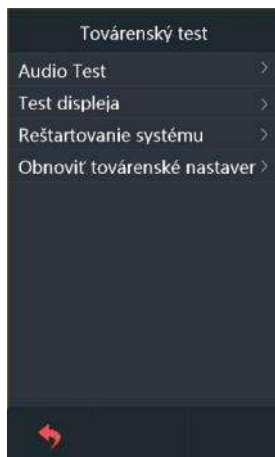 Továrenský test
Audio Test
Test displeja
Reštartovanie systému
Obnoviť továrenské nastaver